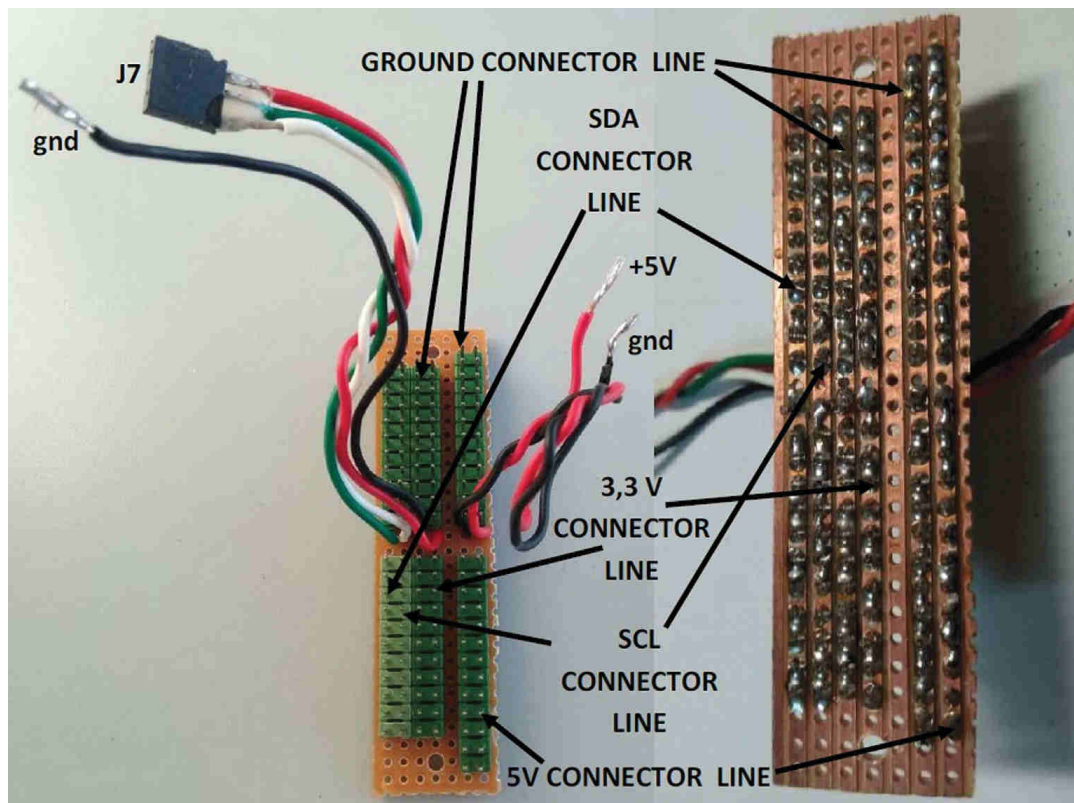 J7
GROUND CONNECTOR LINE
gnd
SDA
CONNECTOR
LINE
+5V
gnd
3,3 V
CONNECTOR
LINE
SCL
CONNECTOR
LINE
5V CONNECTOR LINE